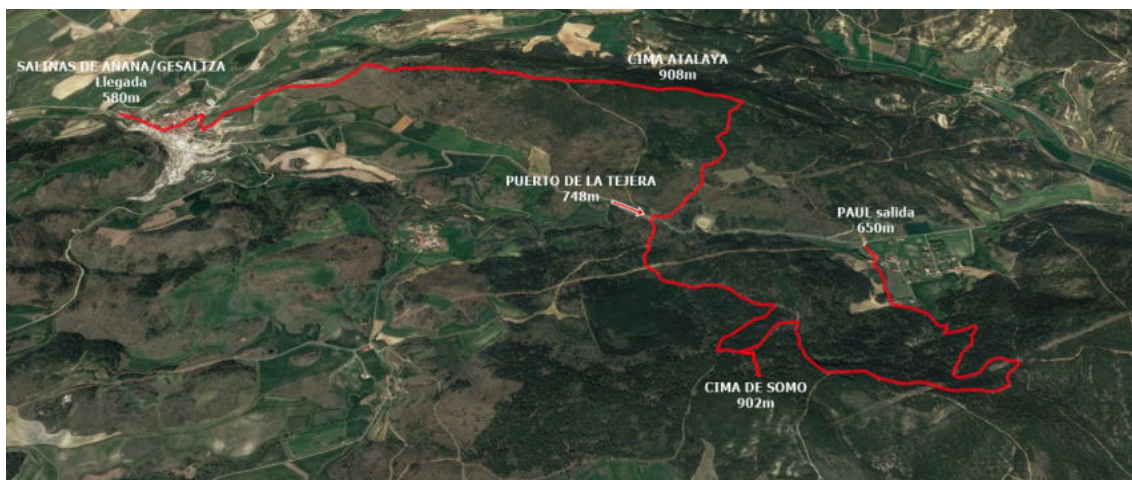 SALINAS DE AÑANA/GESALTZA
Llegada
580m
CIMA ATALAYA
908m
PUERTO DE LA TEJERA
748m
PAUL salida
650m
CIMA DE SOMO
902m